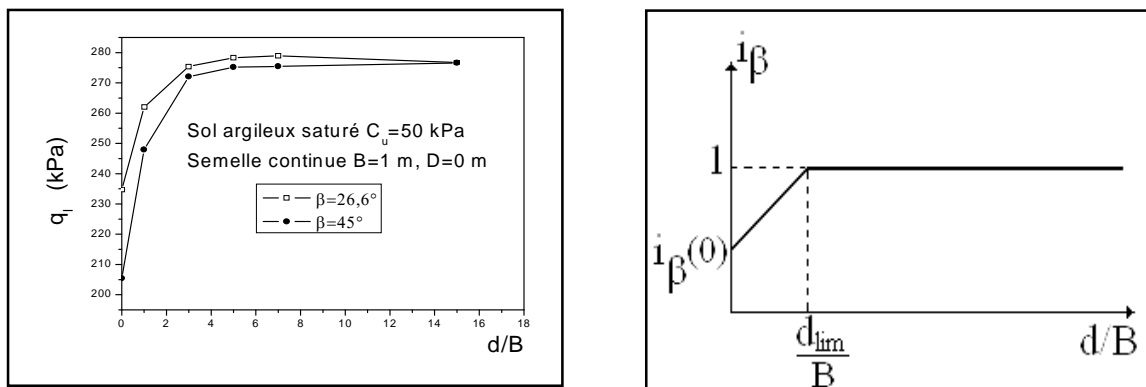 280
270
260
250
240
230
220
210
200
q_l (kPa)
Sol argileux saturé C_u=50 kPa
Semelle continue B=1 m, D=0 m
β=26,6°
β=45°
0 2 4 6 8 10 12 14 16 18
d/B
i_β
1
i_β(0)
d_lim
B
d/B